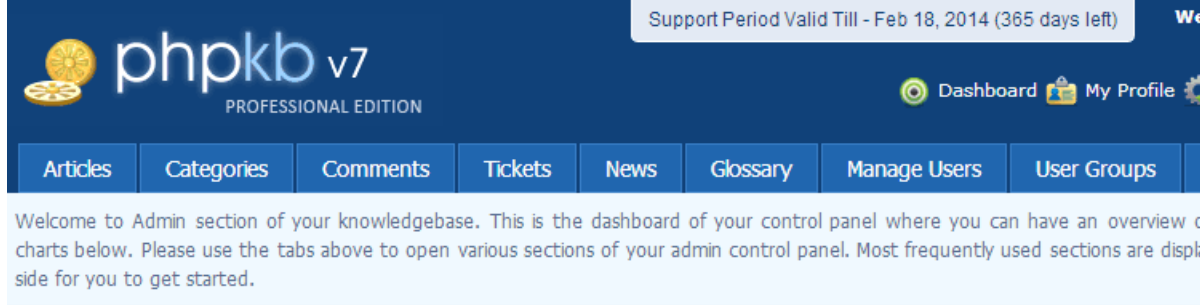 Support Period Valid Till - Feb 18, 2014 (365 days left)
phpkb v7
PROFESSIONAL EDITION
Dashboard My Profile
Articles Categories Comments Tickets News Glossary Manage Users User Groups
Welcome to Admin section of your knowledgebase. This is the dashboard of your control panel where you can have an overview
charts below. Please use the tabs above to open various sections of your admin control panel. Most frequently used sections are
side for you to get started.